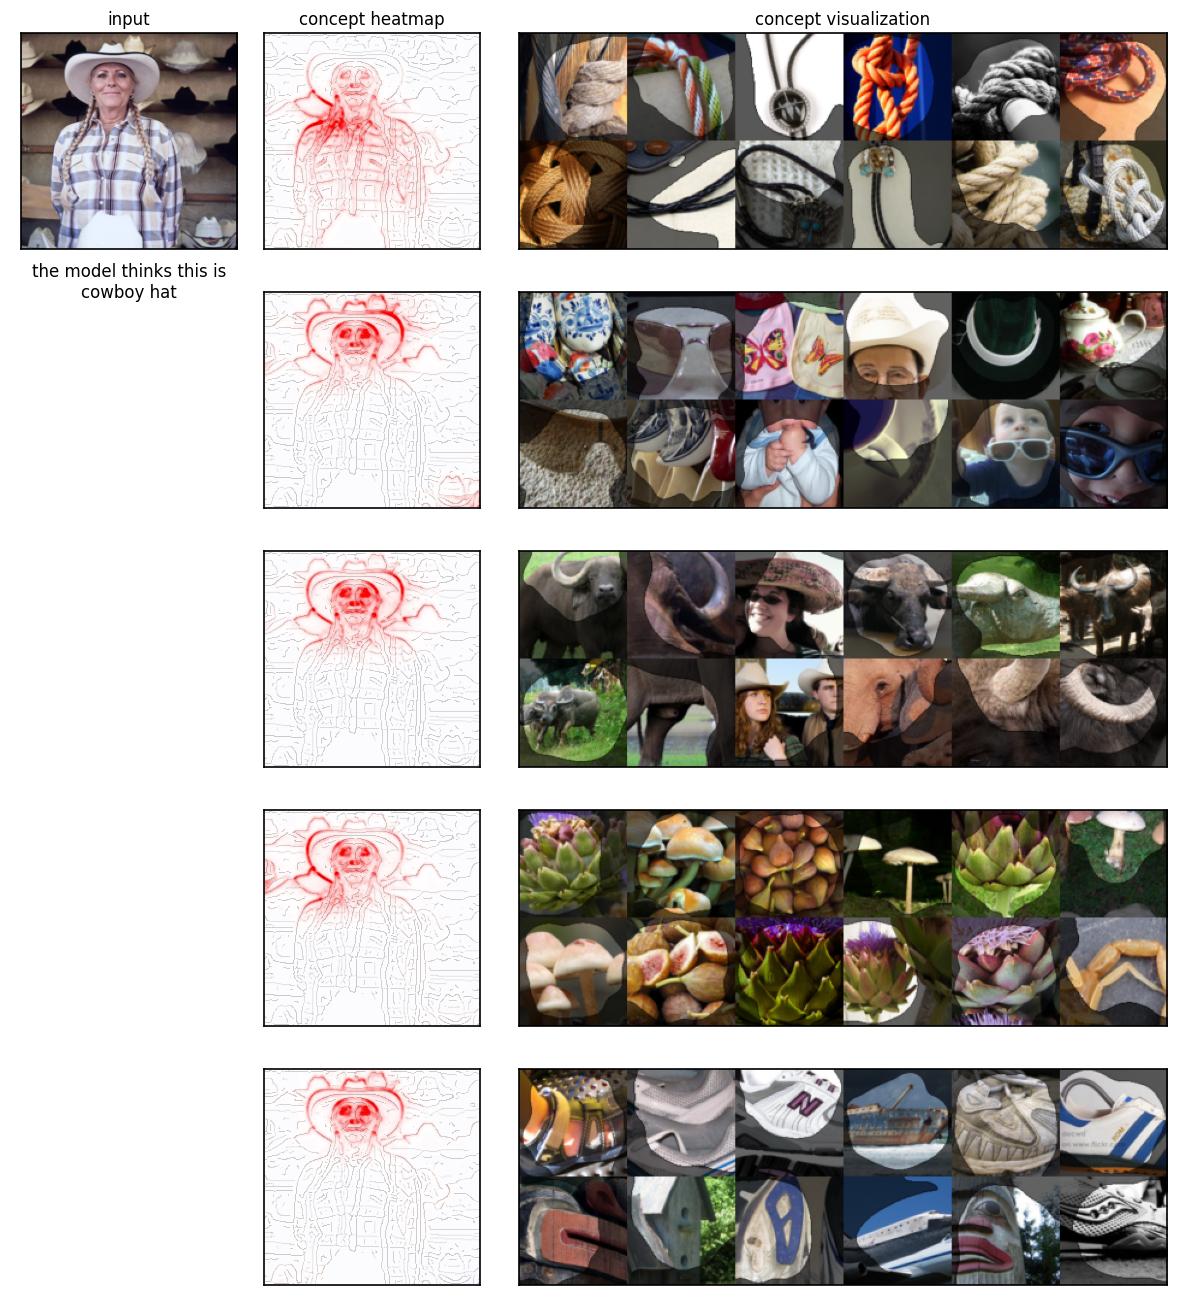 input
concept heatmap
concept visualization
the model thinks this is
cowboy hat
N